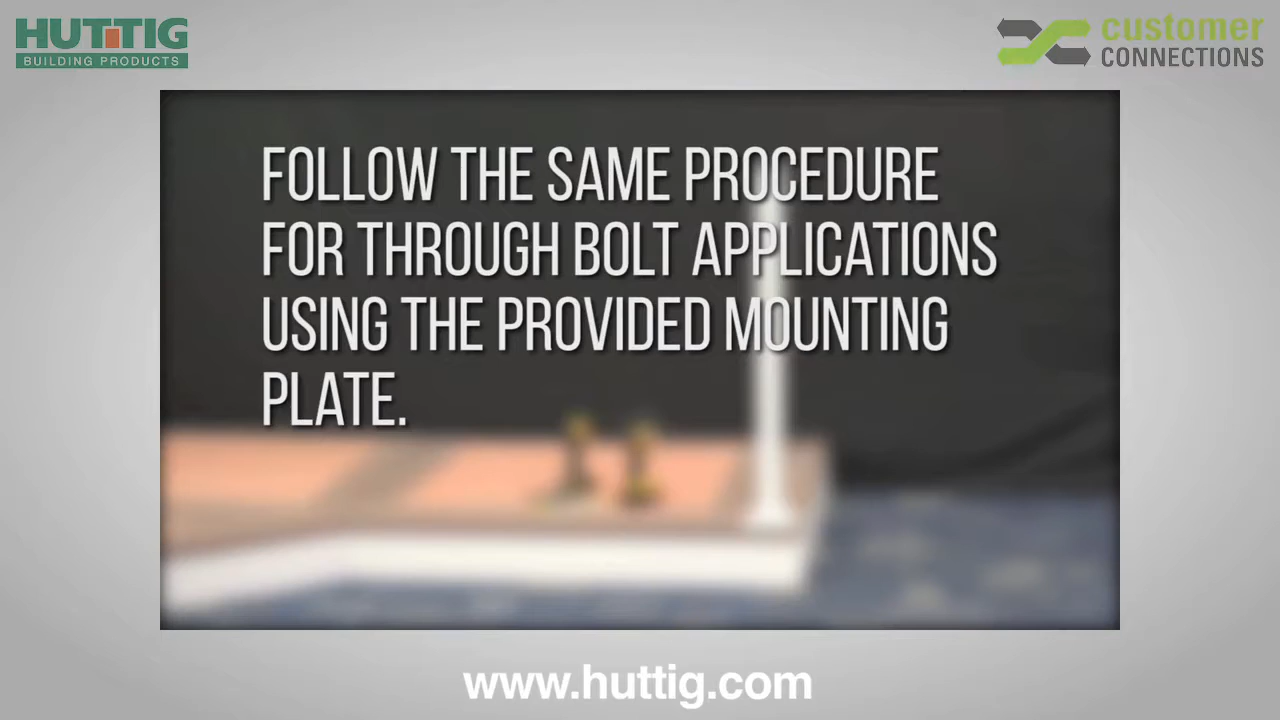 HUTTIG
BUILDING PRODUCTS
customer
CONNECTIONS
FOLLOW THE SAME PROCEDURE
FOR THROUGH BOLT APPLICATIONS
USING THE PROVIDED MOUNTING
PLATE.
www.huttig.com